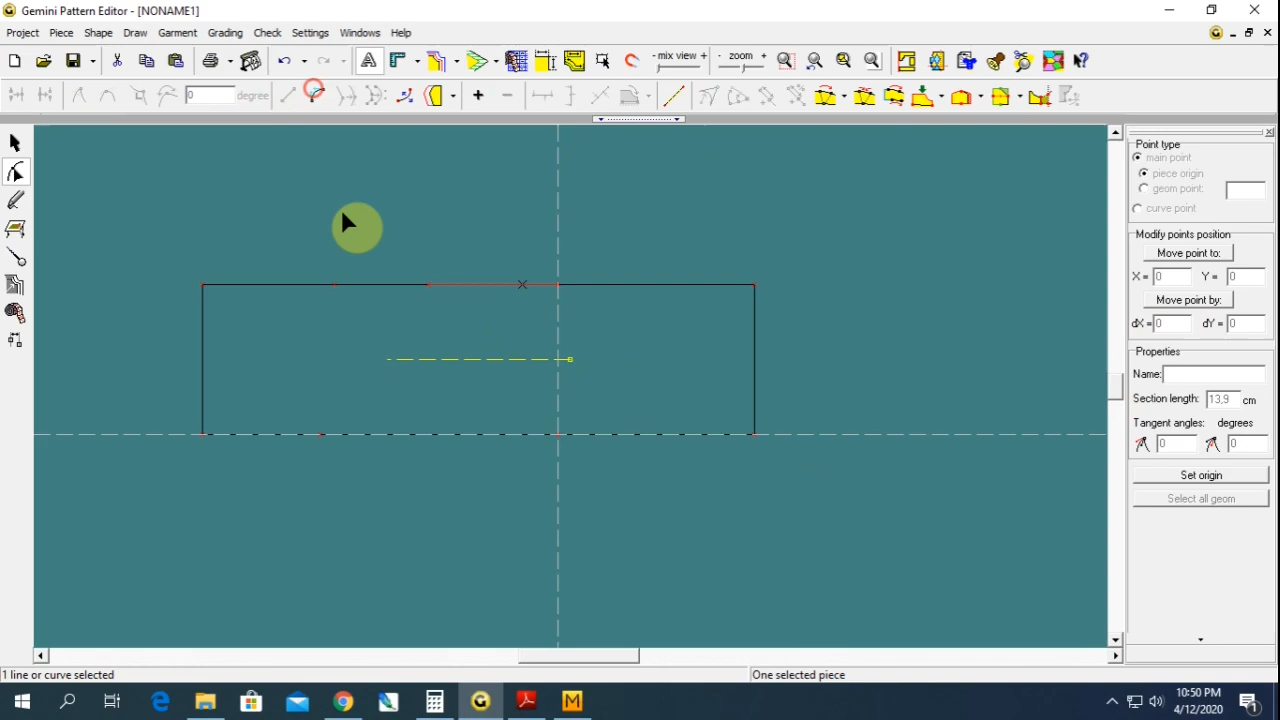 Gemini Pattern Editor - [NONAME1]
Project Piece Shape Draw Garment Grading Check Settings Windows Help
mix view zoom
0 degree
Point type
main point
piece origin
geom point:
curve point
Modify points position
Move point to:
X = 0 Y = 0
Move point by:
dX = 0 dY = 0
Properties
Name:
Section length: 13,9 cm
Tangent angles: degrees
0 0
Set origin
Select all geom
1 line or curve selected
One selected piece
10:50 PM
4/12/2020
1